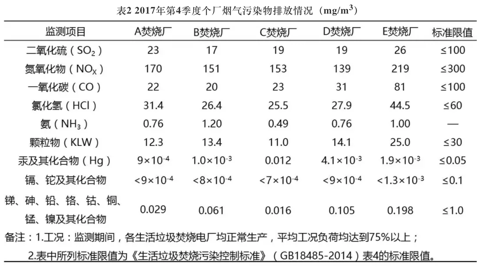 表2 2017年第4季度个厂烟气污染物排放情况（mg/m³）
监测项目 A焚烧厂 B焚烧厂 C焚烧厂 D焚烧厂 E焚烧厂 标准限值
二氧化硫（SO₂） 23 17 19 19 26 ≤100
氮氧化物（NOₓ） 170 151 153 139 219 ≤300
一氧化碳（CO） 22 20 23 31 81 ≤100
氯化氢（HCl） 31.4 26.4 25.5 27.9 44.5 ≤60
氨（NH₃） 0.76 1.20 0.49 0.76 1.00 —
颗粒物（KLW） 12.3 13.4 11.0 14.1 25.0 ≤30
汞及其化合物（Hg） 9×10⁻⁴ 1.0×10⁻³ 0.012 4.1×10⁻³ 1.9×10⁻³ ≤0.05
镉、铊及其化合物 <9×10⁻⁴ <8×10⁻⁴ <7×10⁻⁴ <9×10⁻⁴ <1.3×10⁻³ ≤0.1
锑、砷、铅、铬、钴、铜、
锰、镍及其化合物 0.029 0.061 0.016 0.105 0.198 ≤1.0
备注：1.工况：监测期间，各生活垃圾焚烧电厂均正常生产，平均工况负荷均达到75%以上；
2.表中所列标准限值为《生活垃圾焚烧污染控制标准》（GB18485-2014）表4的标准限值。